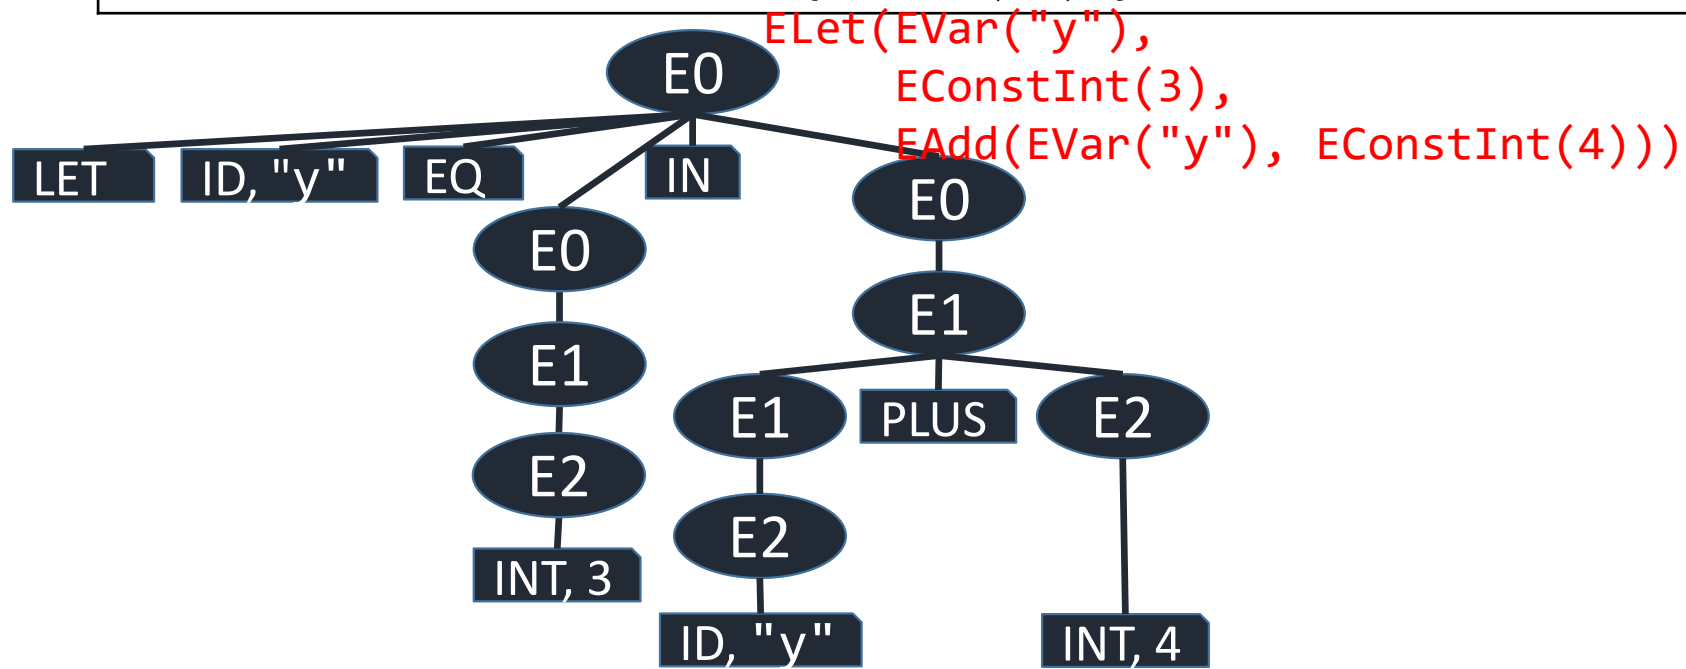 ELet(EVar("y"),
EConstInt(3),
EAdd(EVar("y"), EConstInt(4)))
E0
LET
ID, "y"
EQ
IN
E0
E0
E1
E1
E1
PLUS
E2
E2
E2
INT, 3
ID, "y"
INT, 4